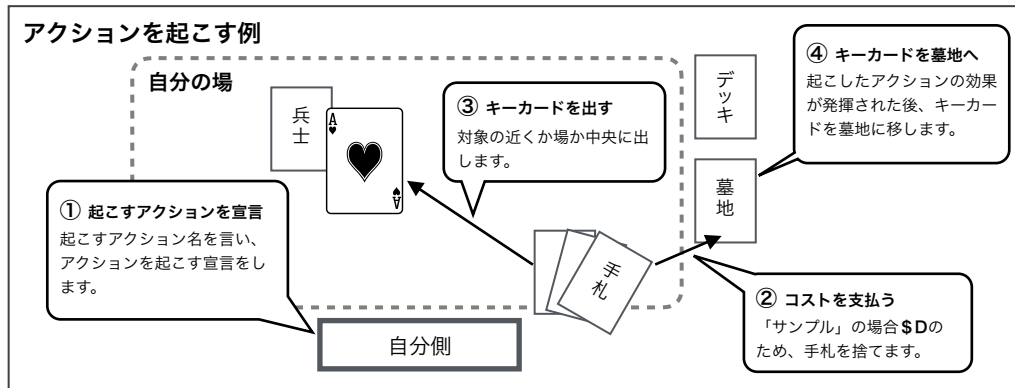 アクションを起こす例
自分の場
兵士
A
A
デッキ
墓地
手札
自分側
① 起こすアクションを宣言
起こすアクション名を言い、
アクションを起こす宣言をし
ます。
② コストを支払う
「サンプル」の場合$Dの
ため、手札を捨てます。
③ キーカードを出す
対象の近くか場か中央に出
します。
④ キーカードを墓地へ
起こしたアクションの効果
が発揮された後、キーカー
ドを墓地に移します。